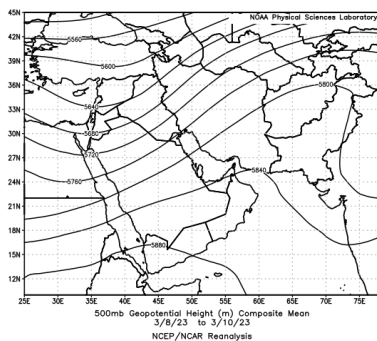 45N NOAA Physical Sciences Laboratory
42N
5560
39N
5600
36N
5800
5640
33N
5680
30N
5720
27N
5840
24N
5760
21N
18N
15N
5880
12N
25E 30E 35E 40E 45E 50E 55E 60E 65E 70E 75E
500mb Geopotential Height (m) Composite Mean
3/8/23 to 3/10/23
NCEP/NCAR Reanalysis